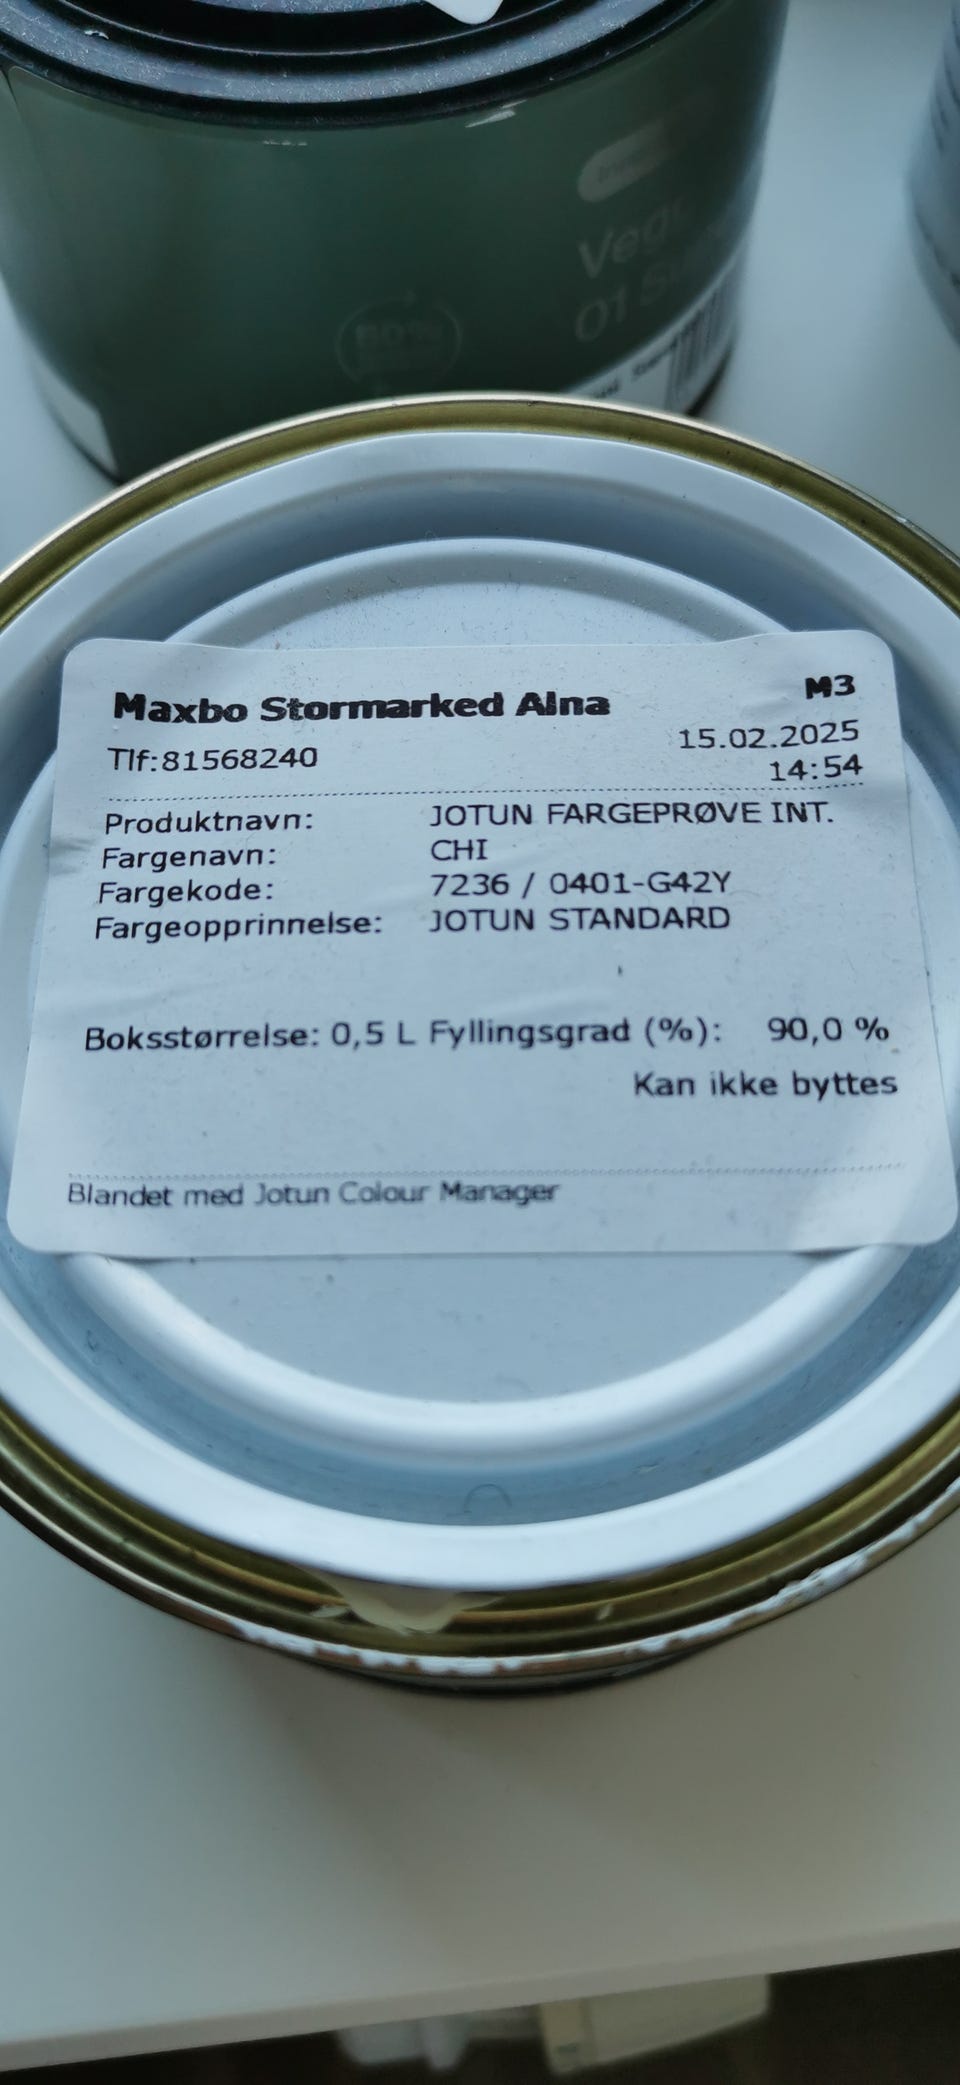 50%
01
Maxbo Stormarked Alna
M3
Tlf:81568240
15.02.2025
14:54
Produktnavn: JOTUN FARGEPRØVE INT.
Fargenavn: CHI
Fargekode: 7236 / 0401-G42Y
Fargeopprinnelse: JOTUN STANDARD
Boksstørrelse: 0,5 L Fyllingsgrad (%): 90,0 %
Kan ikke byttes
Blandet med Jotun Colour Manager